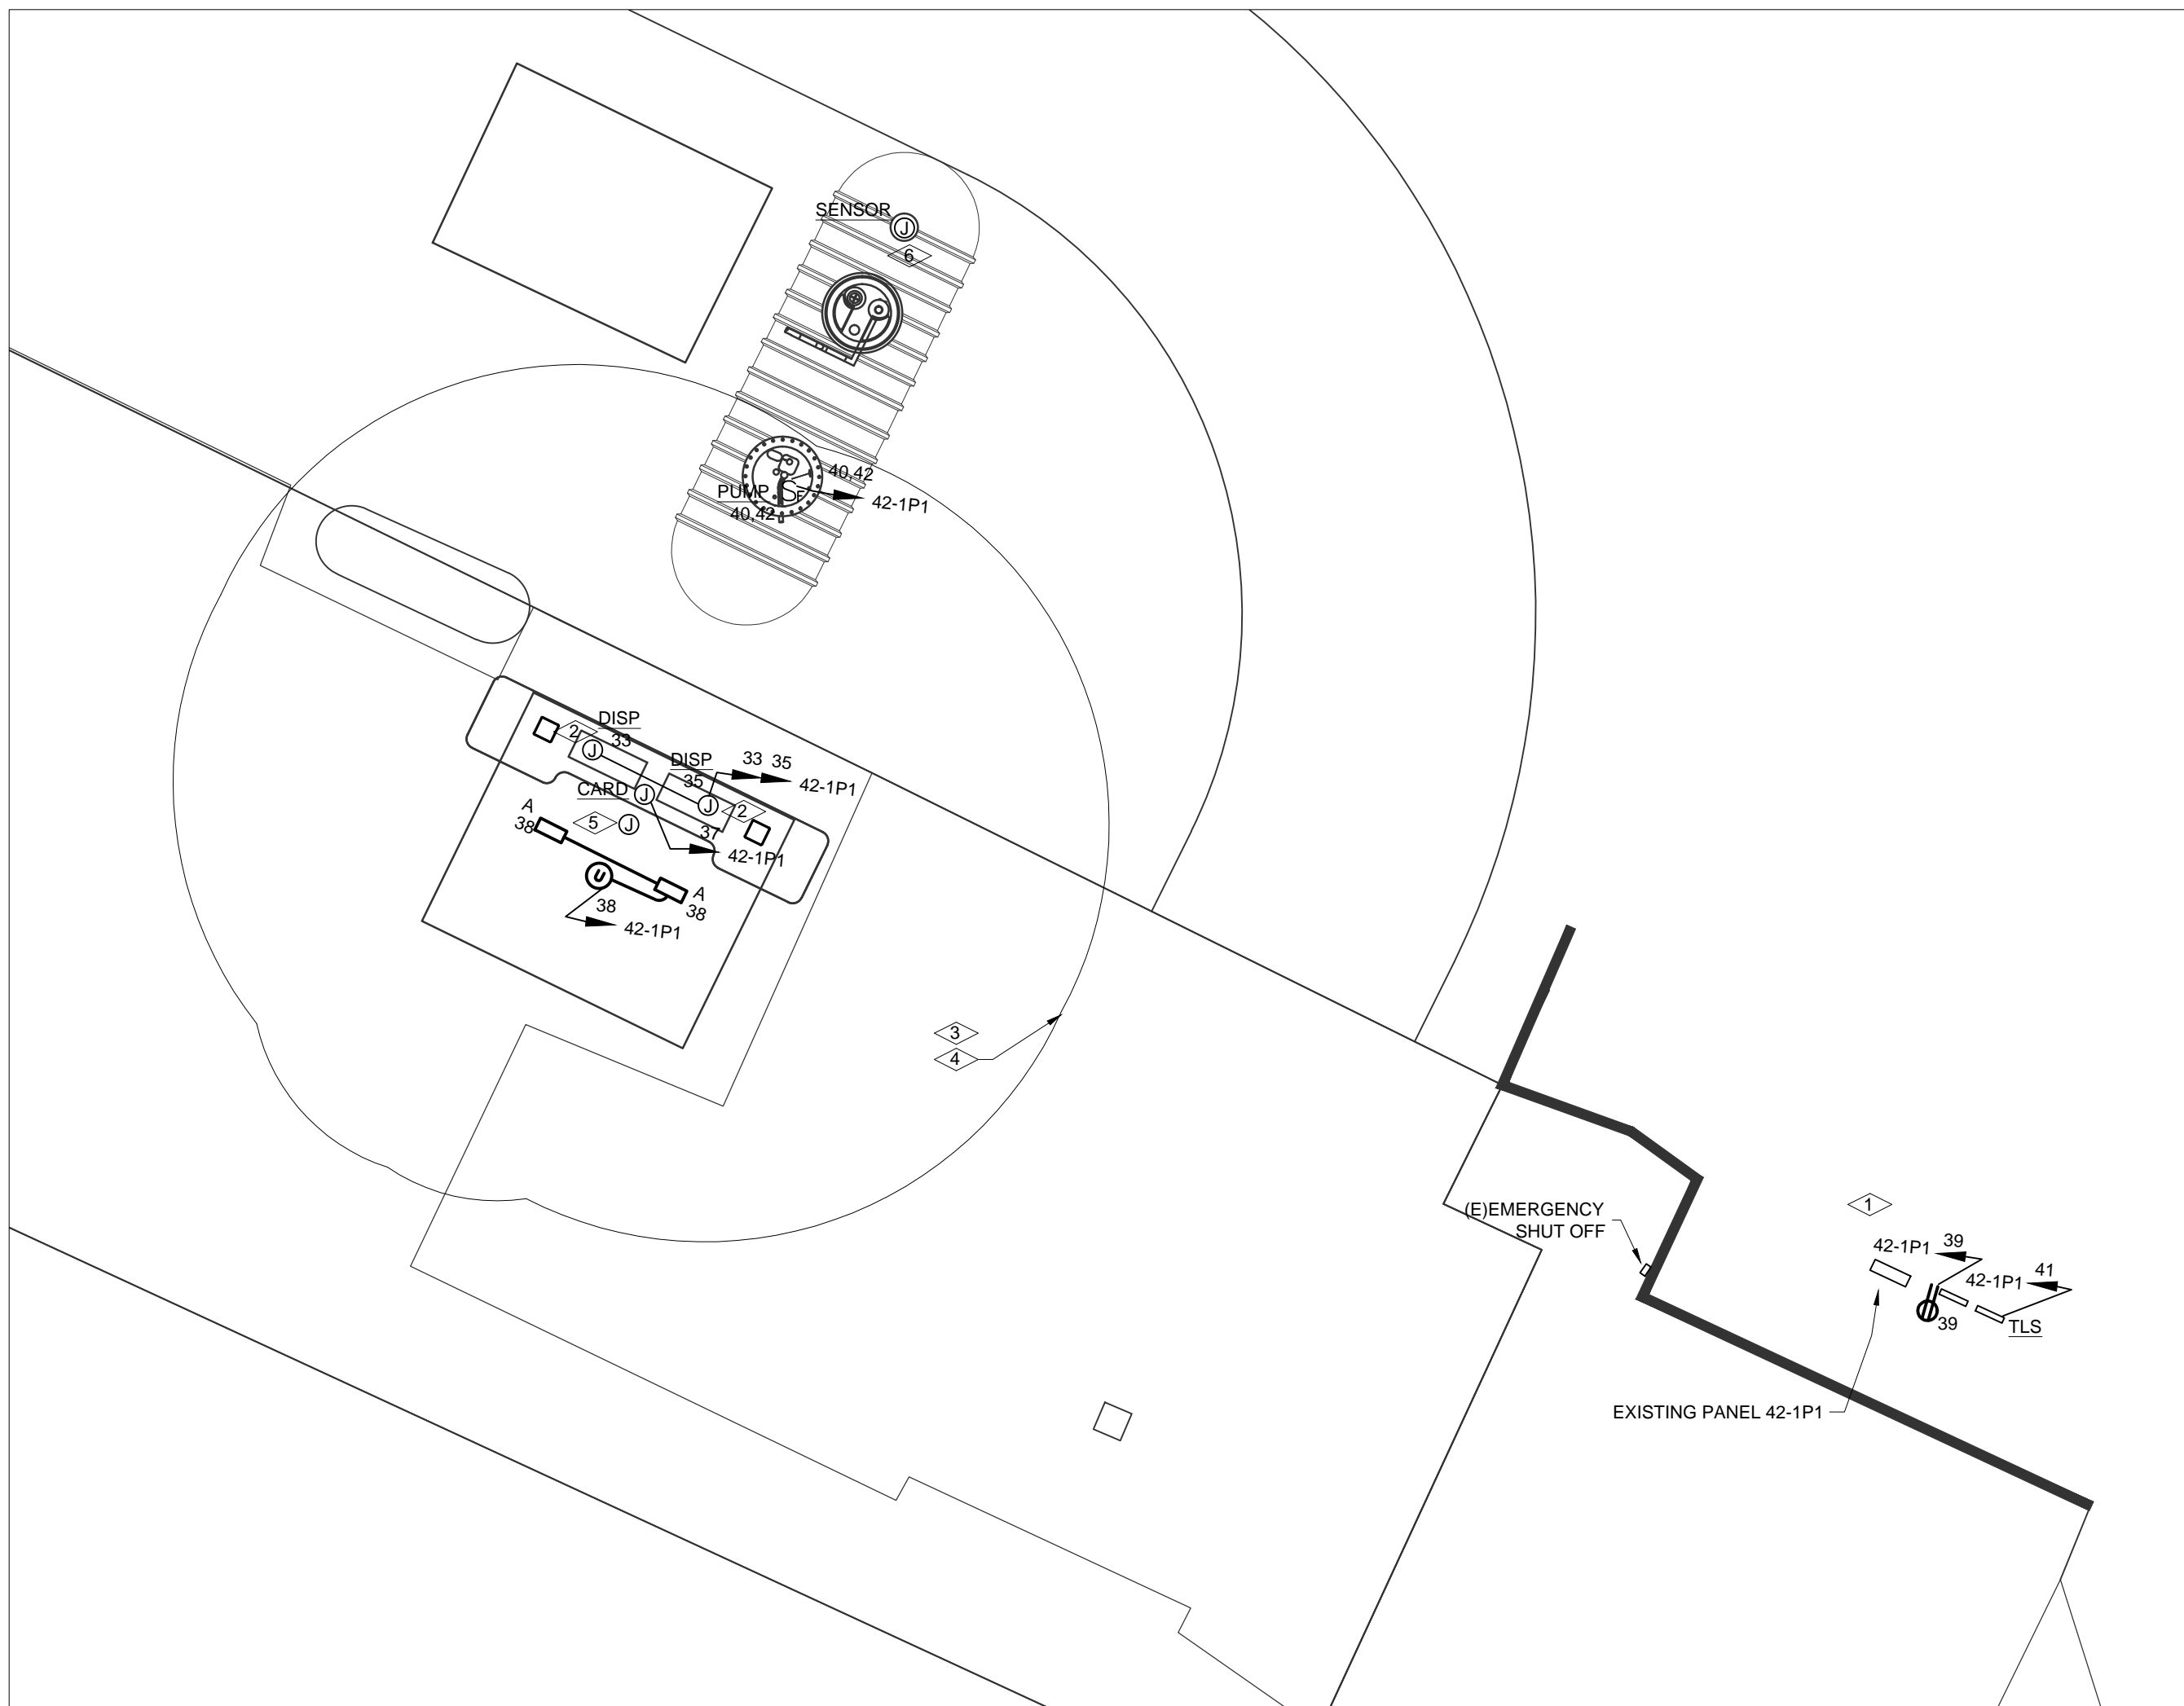 SENSOR
J
6
40,42
PUMP
SF
42-1P1
40,42
DISP
2
33
J
DISP
33 35
35
42-1P1
CARD
J
J
2
A
38
5
J
37
42-1P1
U
A
38
38
42-1P1
3
4
1
(E)EMERGENCY
SHUT OFF
42-1P1
39
42-1P1
41
39
TLS
EXISTING PANEL 42-1P1